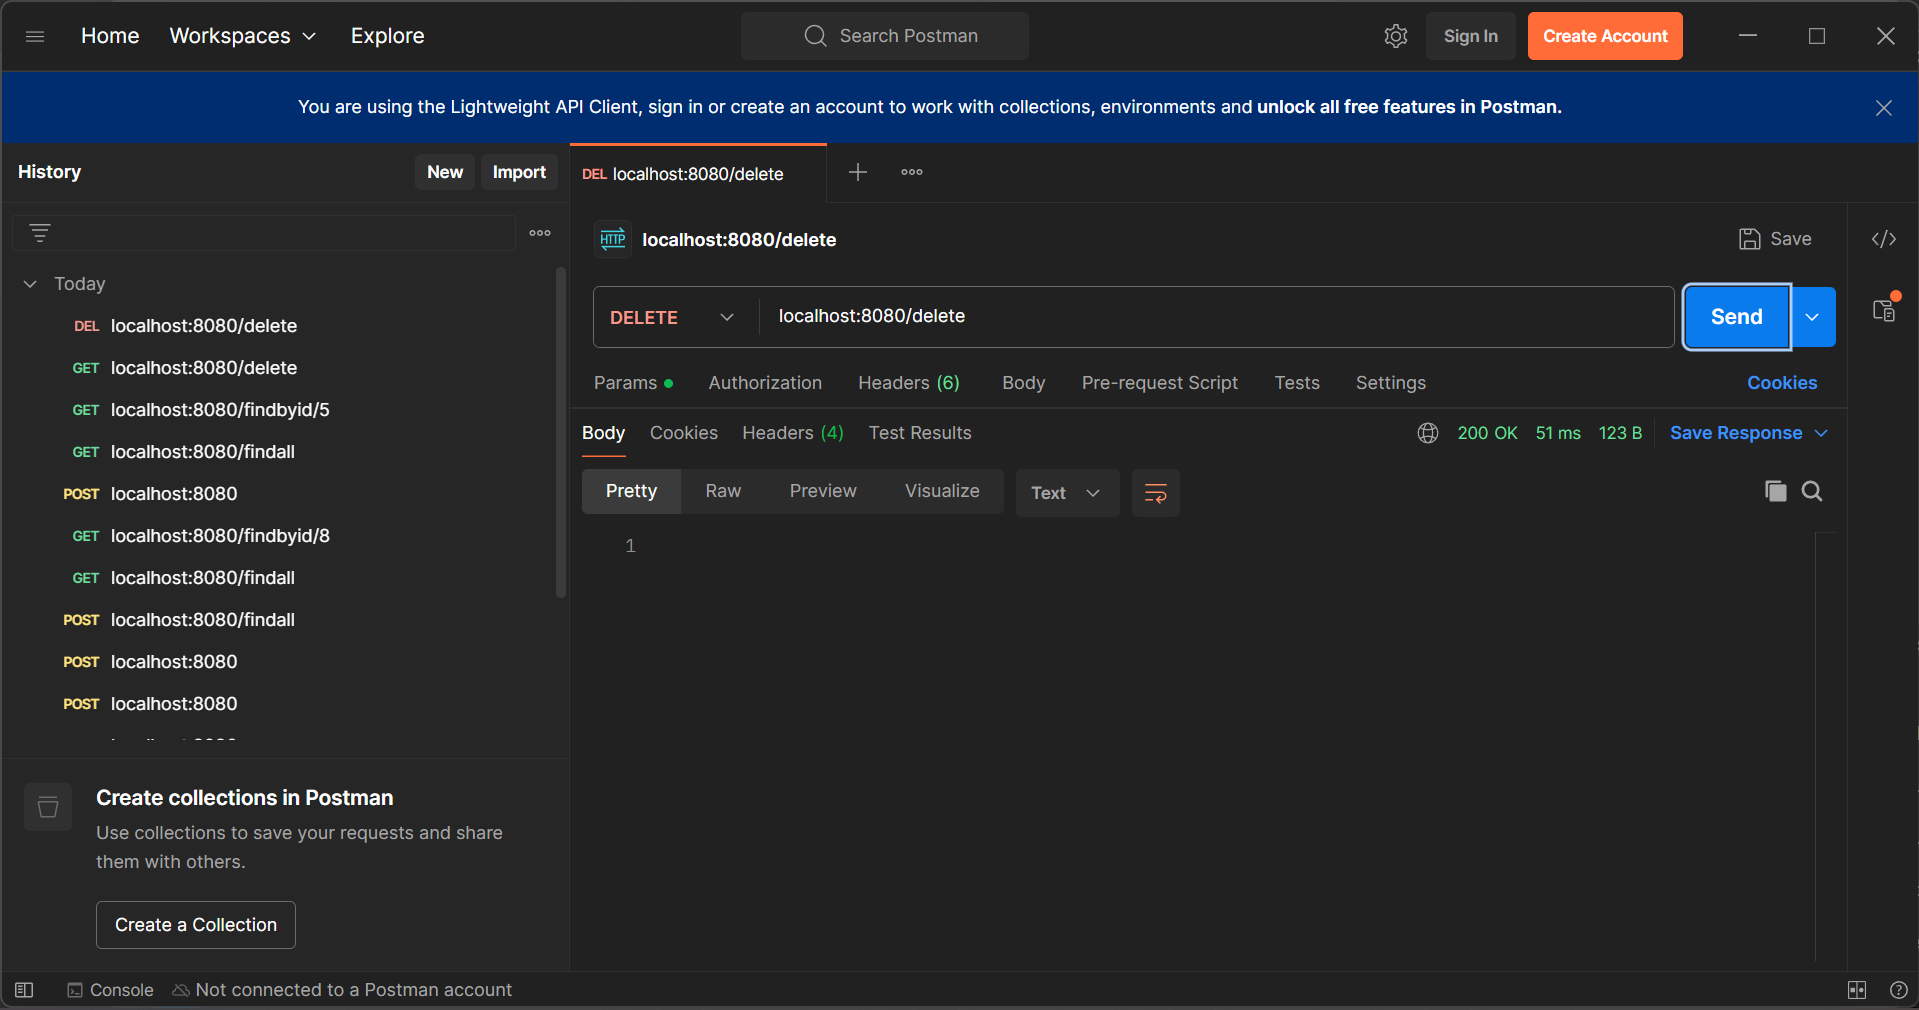 Home Workspaces Explore Search Postman Sign In Create Account
You are using the Lightweight API Client, sign in or create an account to work with collections, environments and unlock all free features in Postman.
History New Import
DEL localhost:8080/delete
HTTP localhost:8080/delete Save
Today
DEL localhost:8080/delete
GET localhost:8080/delete
GET localhost:8080/findbyid/5
GET localhost:8080/findall
POST localhost:8080
GET localhost:8080/findbyid/8
GET localhost:8080/findall
POST localhost:8080/findall
POST localhost:8080
POST localhost:8080
Create collections in Postman
Use collections to save your requests and share
them with others.
Create a Collection
DELETE localhost:8080/delete Send
Params Authorization Headers (6) Body Pre-request Script Tests Settings Cookies
Body Cookies Headers (4) Test Results 200 OK 51 ms 123 B Save Response
Pretty Raw Preview Visualize Text
1
Console Not connected to a Postman account